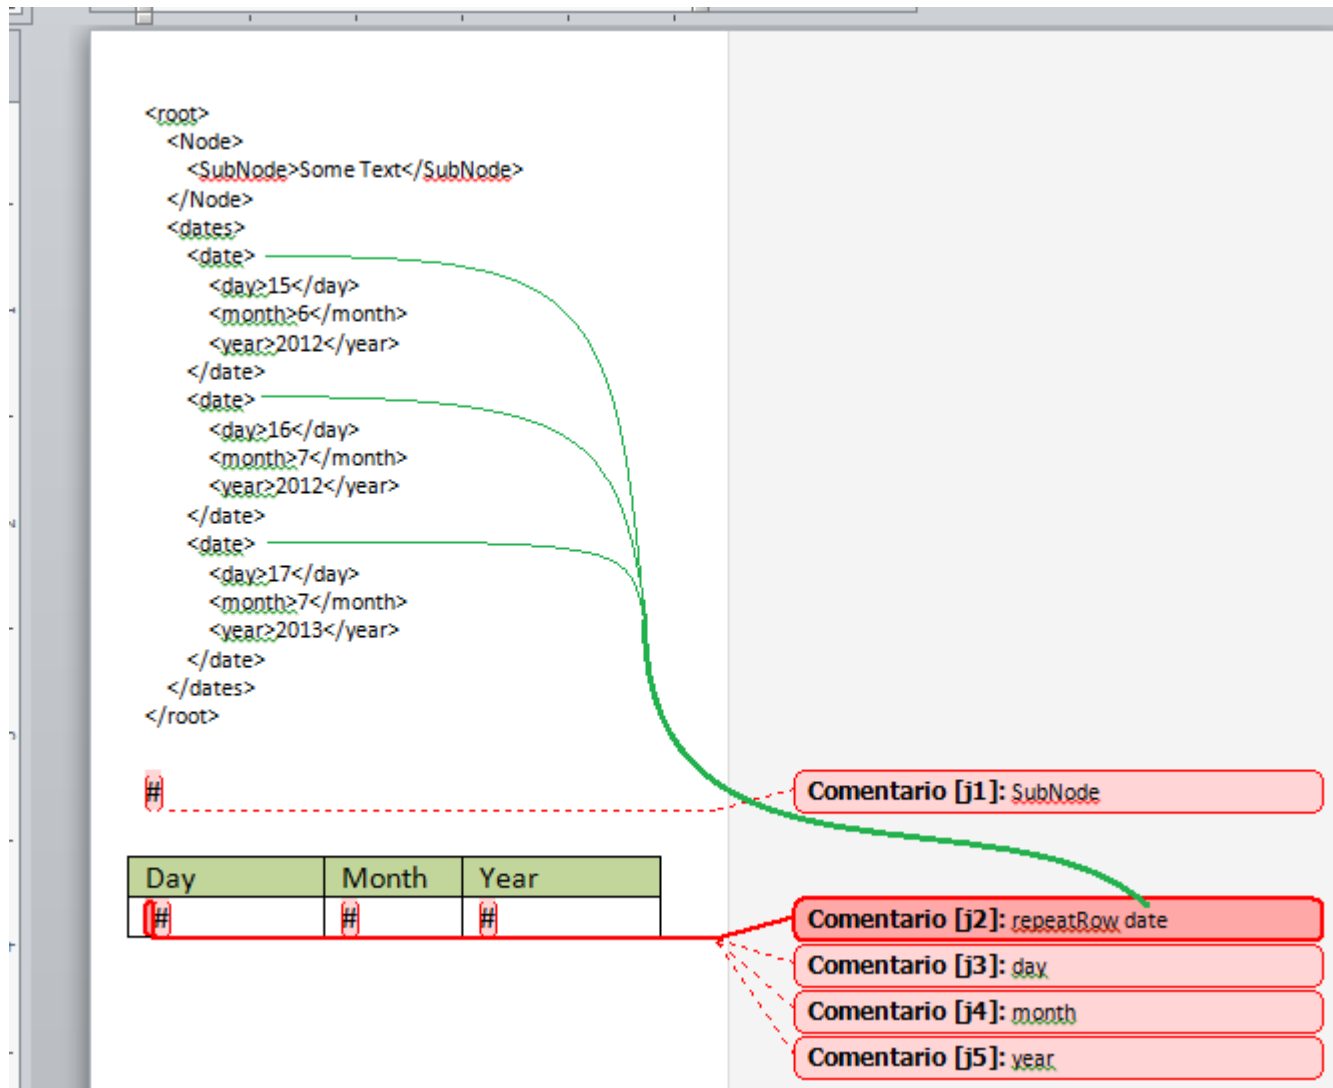 <root>
<Node>
<SubNode>Some Text</SubNode>
</Node>
<dates>
<date>
<day>15</day>
<month>6</month>
<year>2012</year>
</date>
<date>
<day>16</day>
<month>7</month>
<year>2012</year>
</date>
<date>
<day>17</day>
<month>7</month>
<year>2013</year>
</date>
</dates>
</root>
# Comentario [j1]: SubNode
Day Month Year
# # # Comentario [j2]: repeatRow date
Comentario [j3]: day
Comentario [j4]: month
Comentario [j5]: year